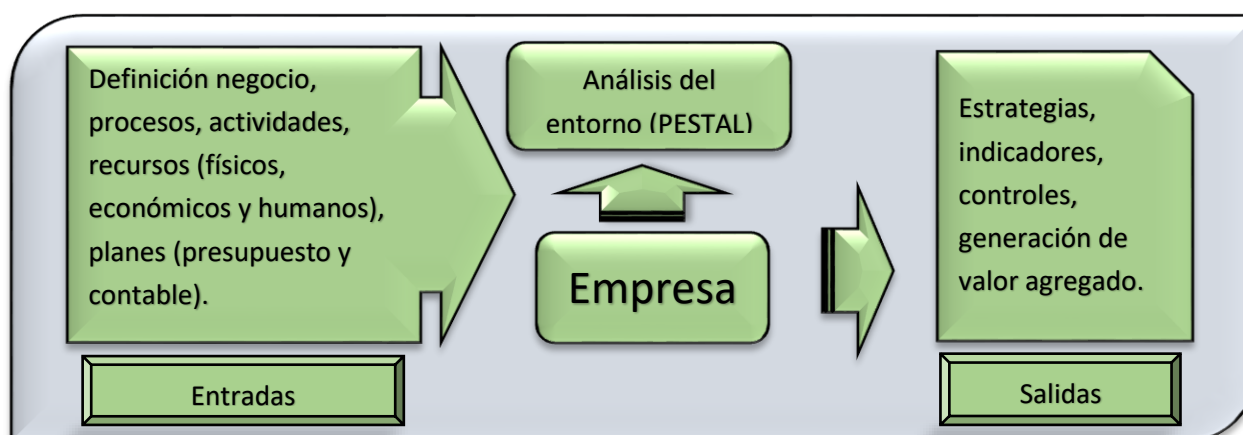 Definición negocio,
procesos, actividades,
recursos (físicos,
económicos y humanos),
planes (presupuesto y
contable).
Entradas
Análisis del
entorno (PESTAL)
Empresa
Estrategias,
indicadores,
controles,
generación de
valor agregado.
Salidas